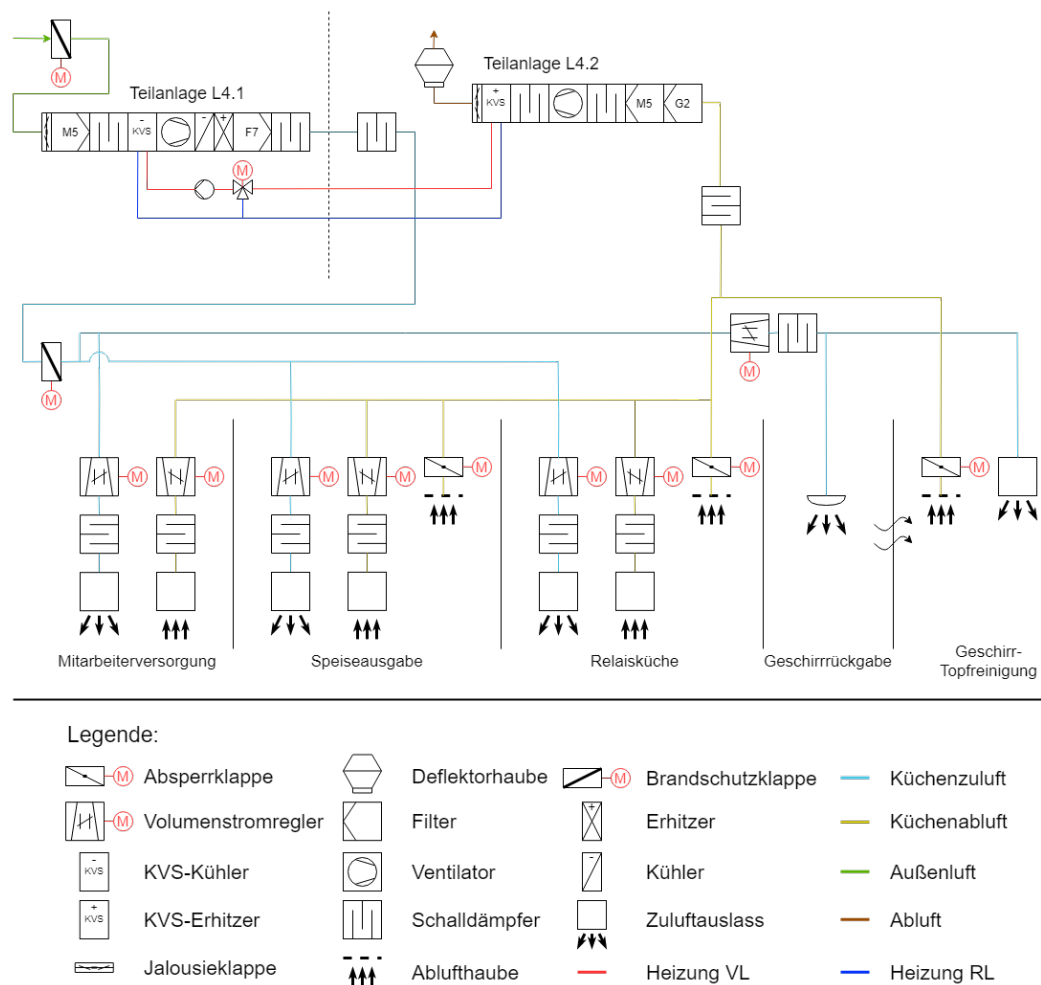 M
Teilanlage L4.1
Teilanlage L4.2
M5
-
KVS
-
+
F7
+
KVS
M5
G2
M
M
M
M
M
M
M
M
M
M
M
M
Mitarbeiterversorgung
Speiseausgabe
Relaisküche
Geschirrrückgabe
Geschirr-
Topfreinigung
Legende:
M
Absperrklappe
Deflektorhaube
M
Brandschutzklappe
Küchenzuluft
M
Volumenstromregler
Filter
+
Erhitzer
Küchenabluft
-
KVS
KVS-Kühler
Ventilator
-
Kühler
Außenluft
+
KVS
KVS-Erhitzer
Schalldämpfer
Zuluftauslass
Abluft
Jalousieklappe
Ablufthaube
Heizung VL
Heizung RL